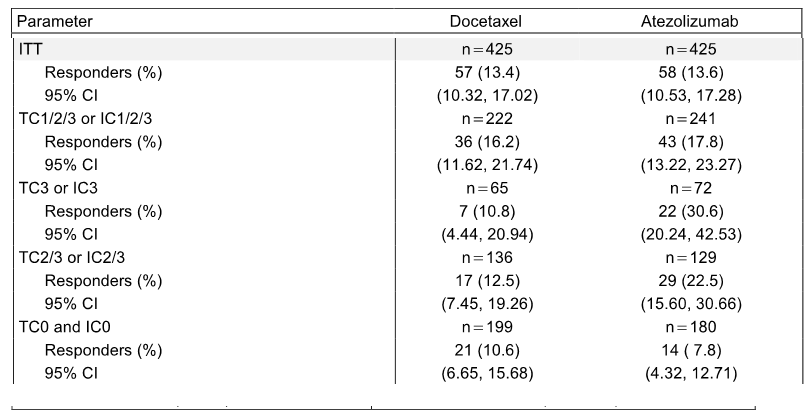 Parameter Docetaxel Atezolizumab
ITT n=425 n=425
Responders (%) 57 (13.4) 58 (13.6)
95% CI (10.32, 17.02) (10.53, 17.28)
TC1/2/3 or IC1/2/3 n=222 n=241
Responders (%) 36 (16.2) 43 (17.8)
95% CI (11.62, 21.74) (13.22, 23.27)
TC3 or IC3 n=65 n=72
Responders (%) 7 (10.8) 22 (30.6)
95% CI (4.44, 20.94) (20.24, 42.53)
TC2/3 or IC2/3 n=136 n=129
Responders (%) 17 (12.5) 29 (22.5)
95% CI (7.45, 19.26) (15.60, 30.66)
TC0 and IC0 n=199 n=180
Responders (%) 21 (10.6) 14 ( 7.8)
95% CI (6.65, 15.68) (4.32, 12.71)